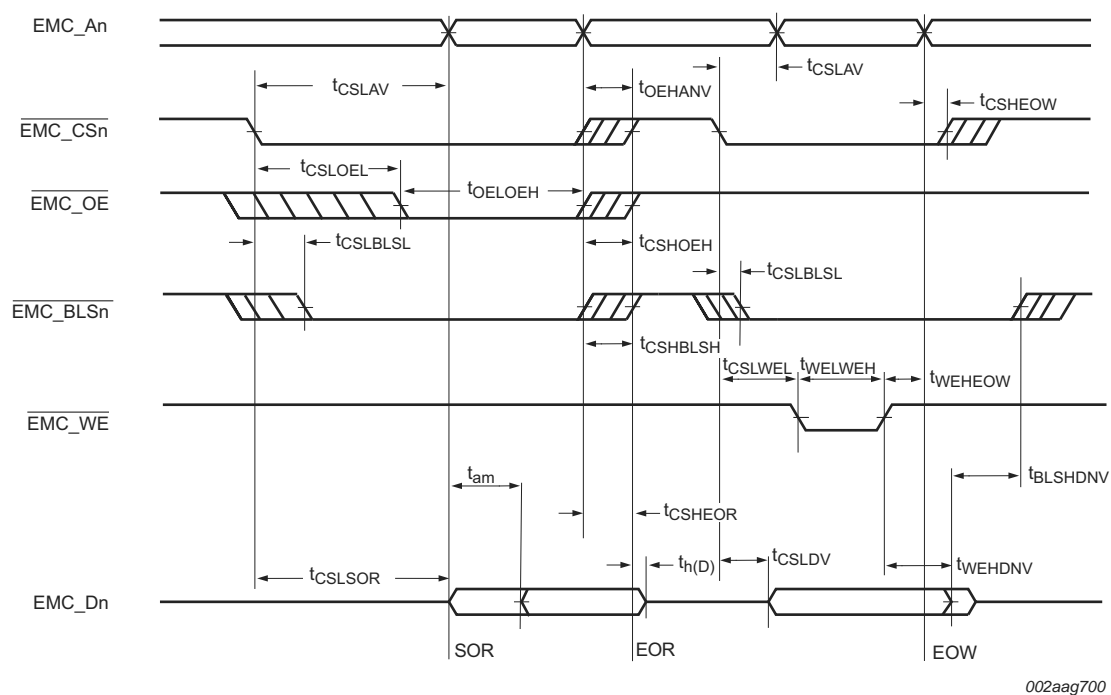 EMC_An
tCSLAV
tOEHANV
tCSLAV
tCSHEOW
EMC_CSn
tCSLOEL
tOELOEH
EMC_OE
tCSLBLSL
tCSHOEH
tCSLBLSL
EMC_BLSn
tCSHBLSH
tCSLWEL
tWELWEH
tWEHEOW
EMC_WE
tam
tBLSHDNV
tCSHEOR
tCSLSOR
th(D)
tCSLDV
tWEHDNV
EMC_Dn
SOR
EOR
EOW
002aag700